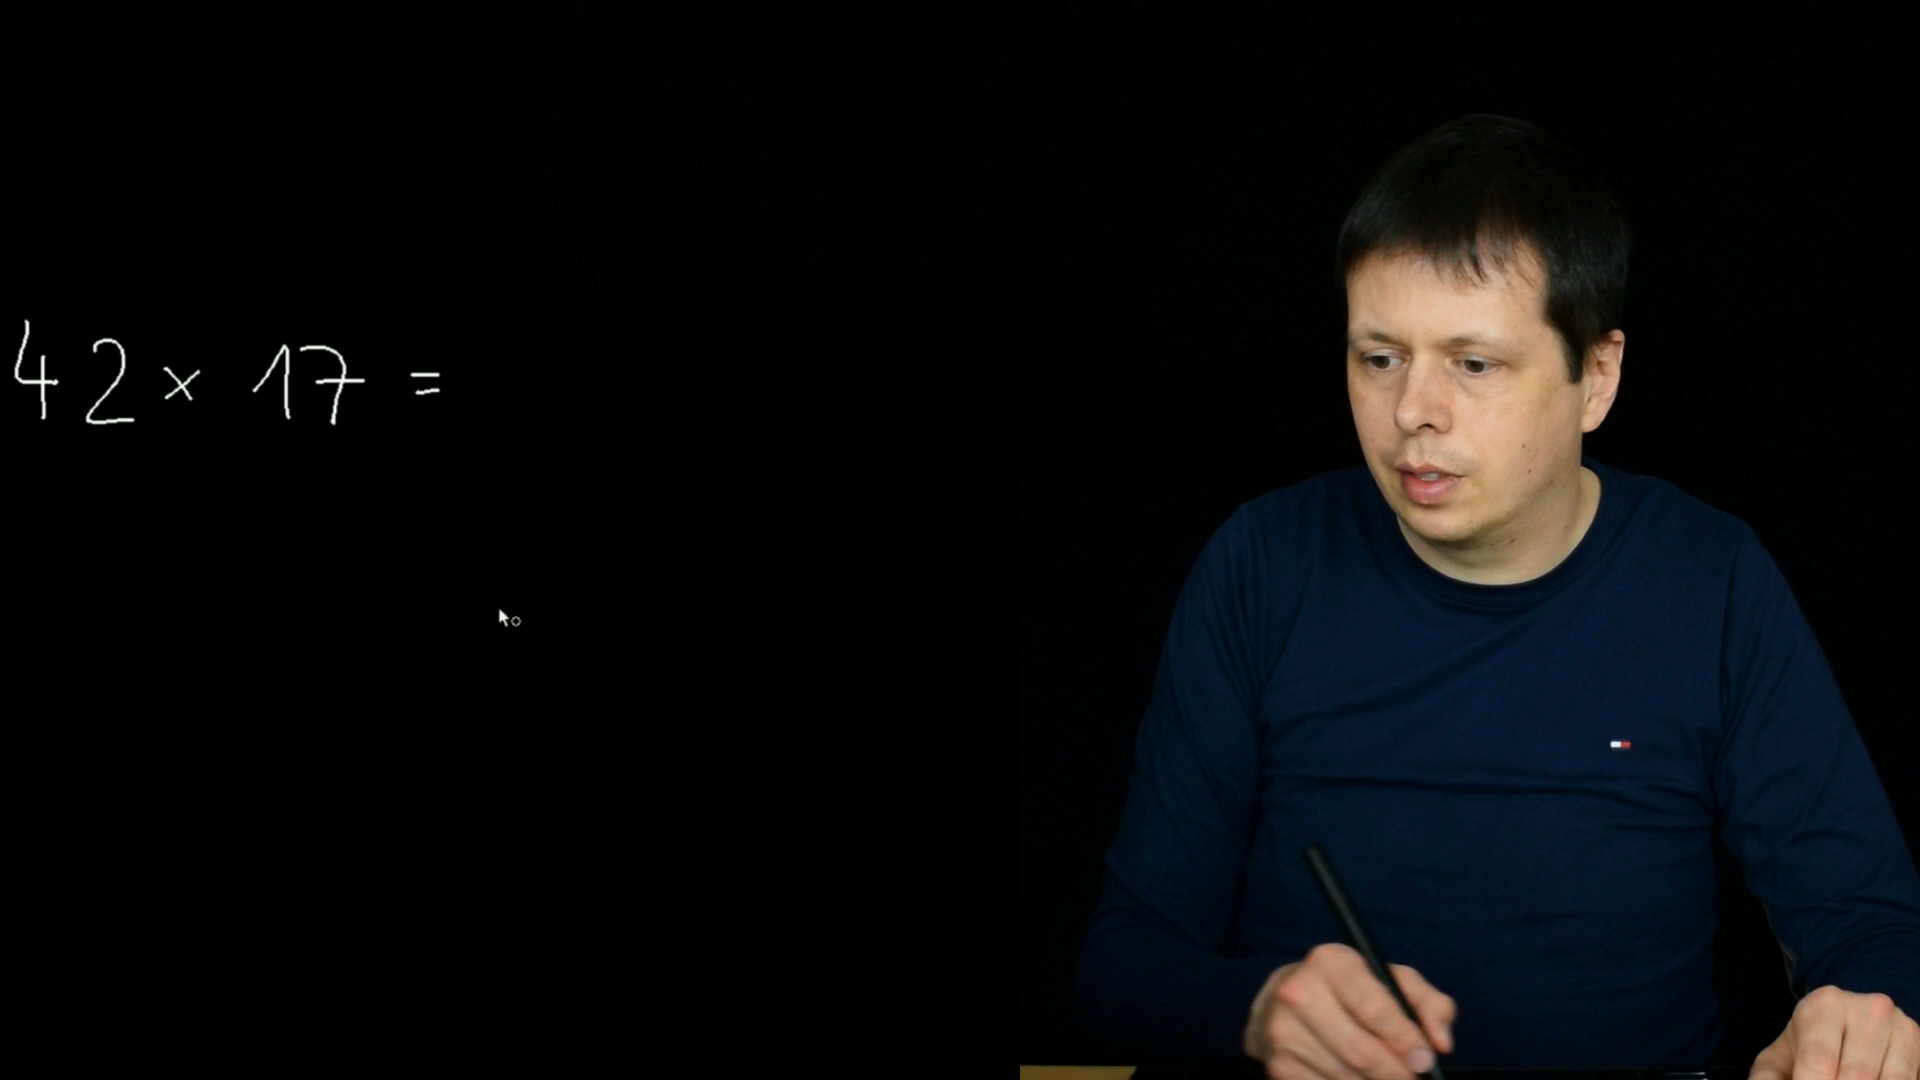 42 × 17 =